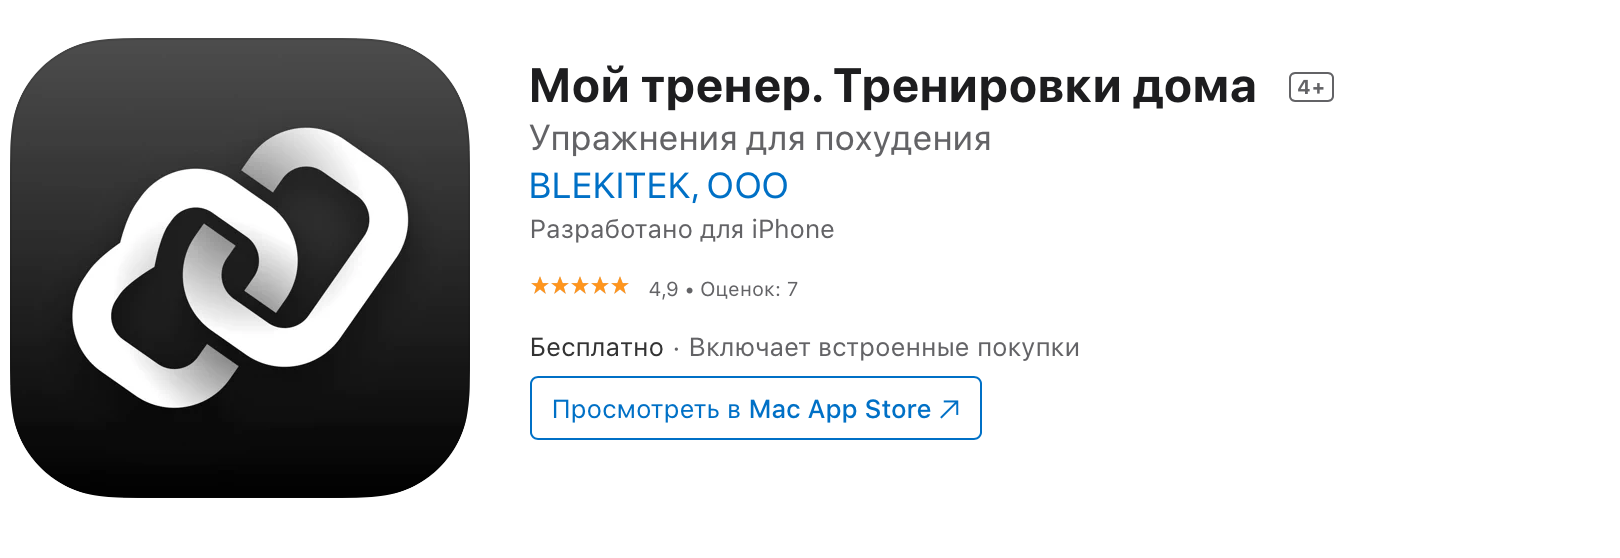 Мой тренер. Тренировки дома 4+
Упражнения для похудения
BLEKITEK, OOO
Разработано для iPhone
★★★★★ 4,9 • Оценок: 7
Бесплатно · Включает встроенные покупки
Просмотреть в Mac App Store ↗